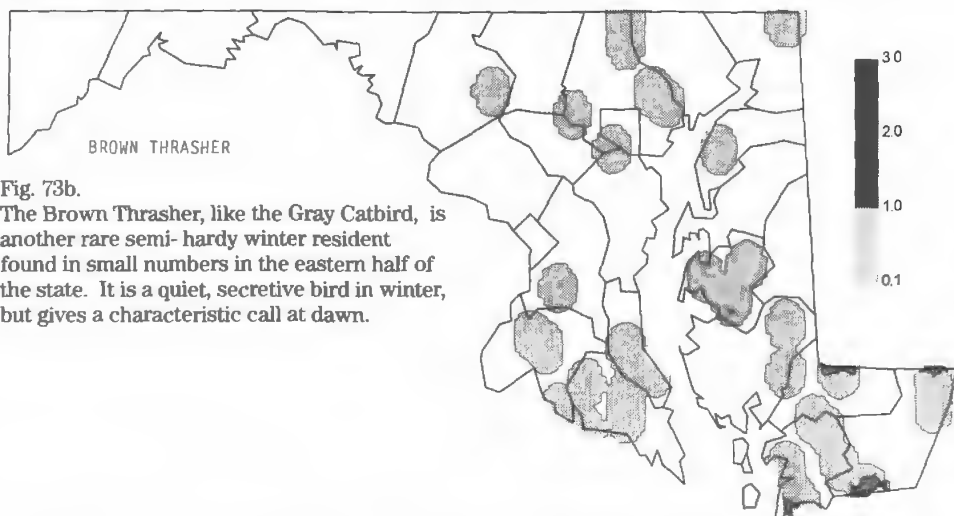 3.0
2.0
1.0
0.1
BROWN THRASHER
Fig. 73b.
The Brown Thrasher, like the Gray Catbird, is
another rare semi- hardy winter resident
found in small numbers in the eastern half of
the state. It is a quiet, secretive bird in winter,
but gives a characteristic call at dawn.